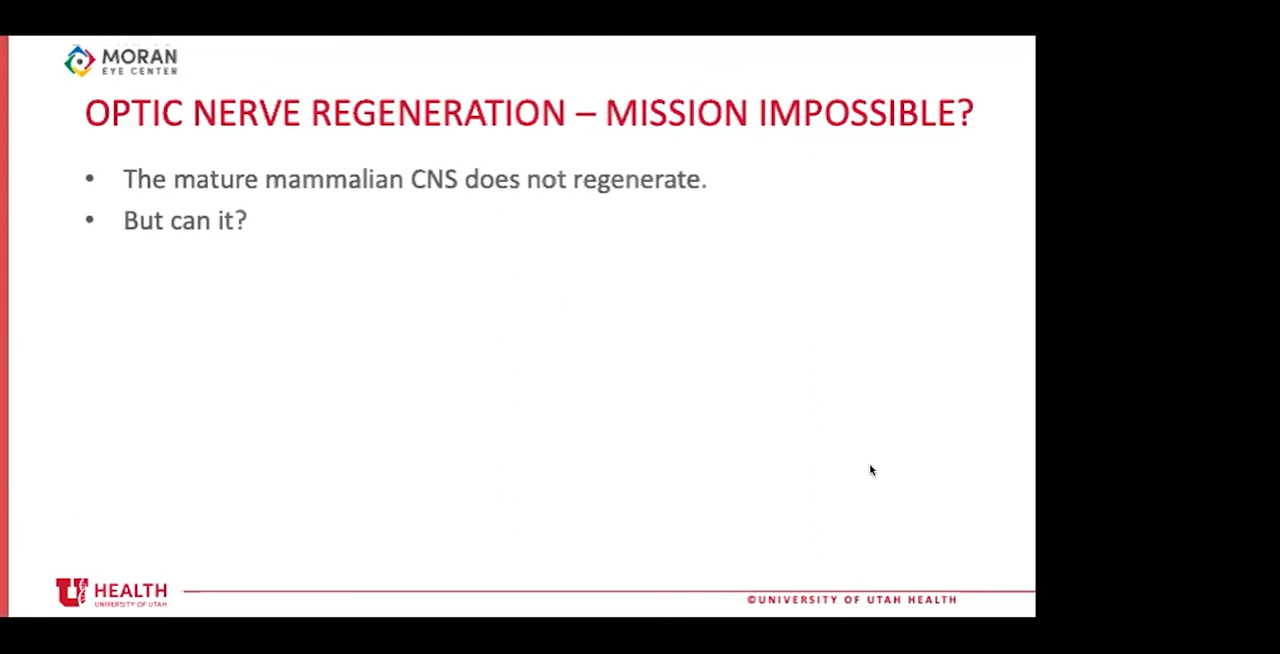 MORAN
EYE CENTER
OPTIC NERVE REGENERATION – MISSION IMPOSSIBLE?
• The mature mammalian CNS does not regenerate.
• But can it?
U HEALTH
UNIVERSITY OF UTAH
©UNIVERSITY OF UTAH HEALTH